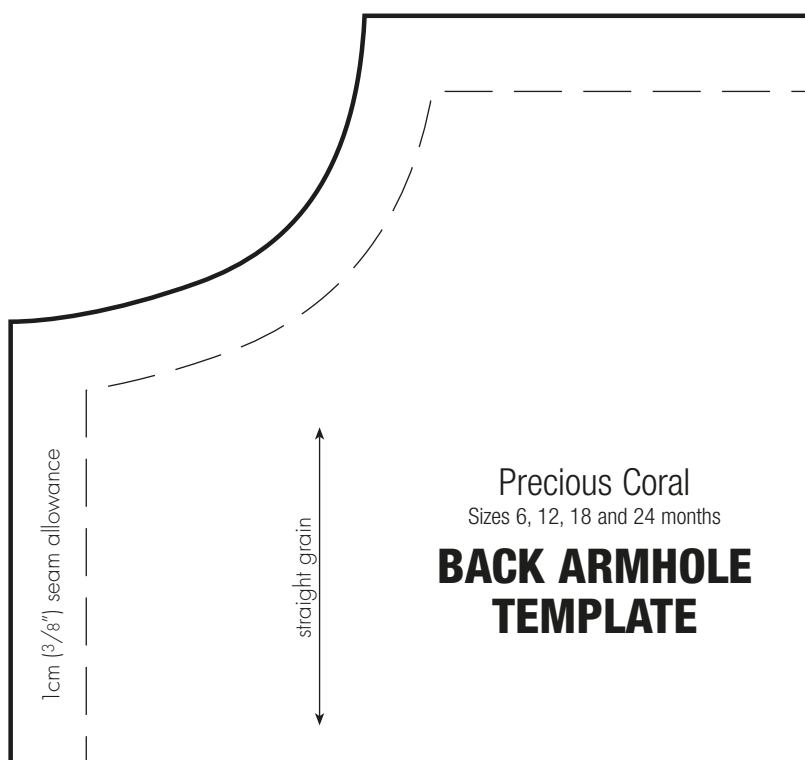 1cm (3/8") seam allowance
straight grain
Precious Coral
Sizes 6, 12, 18 and 24 months
BACK ARMHOLE
TEMPLATE